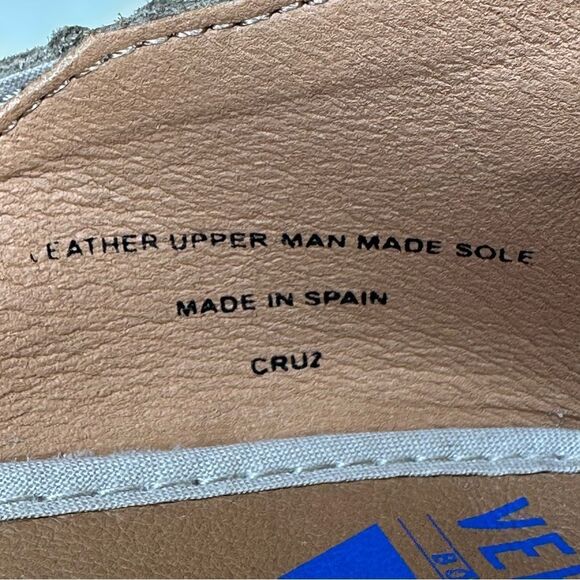 LEATHER UPPER MAN MADE SOLE
MADE IN SPAIN
CRUZ